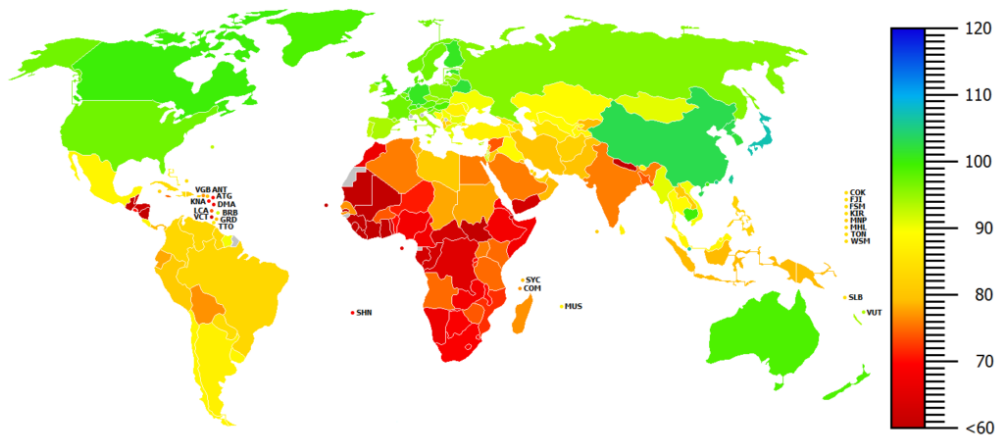 120
110
100
90
80
70
<60
VGB ANT
ATG
KNA
DMA
LCA
BRB
VCT
GRD
TTO
COK
FJI
FSM
KIR
MNP
MHL
TON
WSM
SYC
COM
MUS
SHN
SLB
VUT